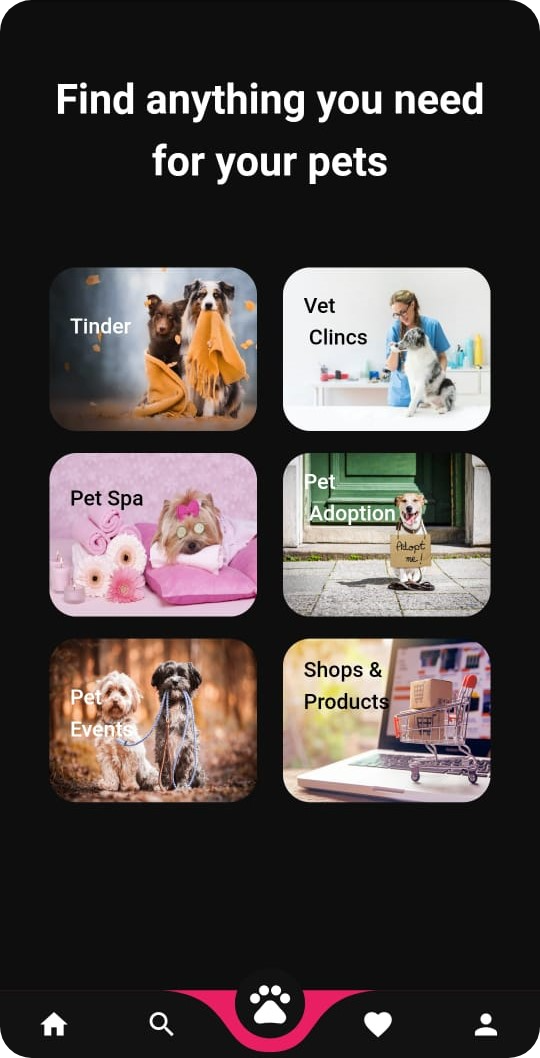 Find anything you need
for your pets
Tinder
Vet
Clincs
Pet Spa
Pet
Adoption
Adopt
me!
Pet
Events
Shops &
Products